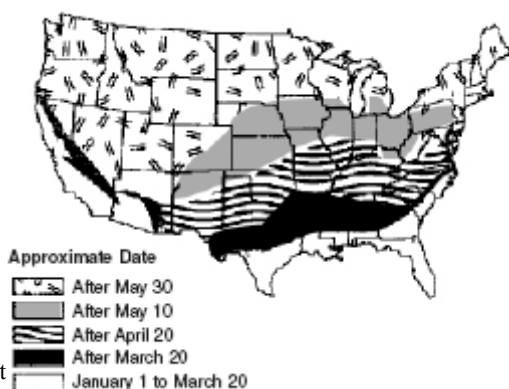 Approximate Date
After May 30
After May 10
After April 20
After March 20
t
January 1 to March 20